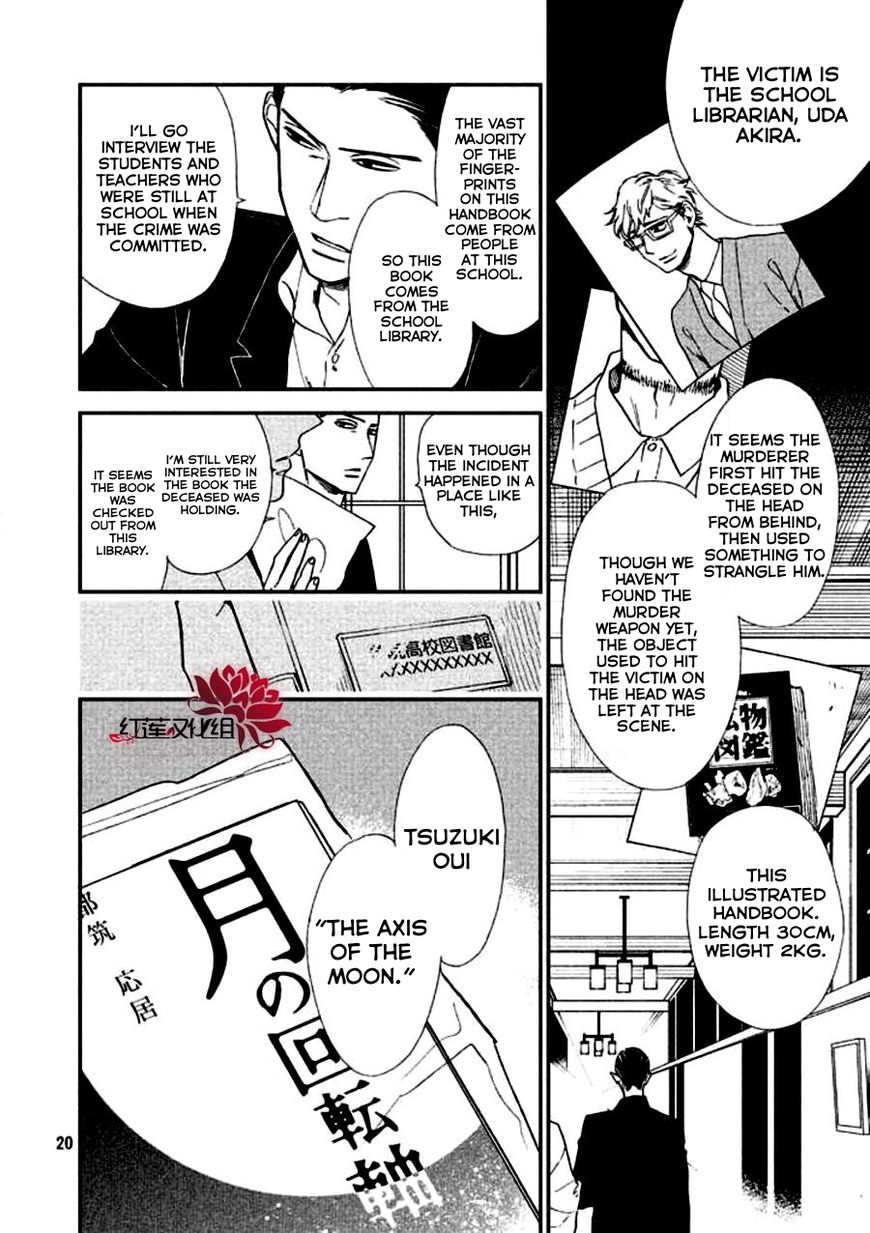 THE VICTIM IS
THE SCHOOL
LIBRARIAN, UDA
AKIRA.
IT SEEMS THE
MURDERER
FIRST HIT THE
DECEASED ON
THE HEAD
FROM BEHIND,
THEN USED
SOMETHING TO
STRANGLE HIM.
THOUGH WE
HAVEN'T
FOUND THE
MURDER
WEAPON YET,
THE OBJECT
USED TO HIT
THE VICTIM ON
THE HEAD WAS
LEFT AT THE
SCENE.
物
図鑑
THIS
ILLUSTRATED
HANDBOOK.
LENGTH 30CM,
WEIGHT 2KG.
THE VAST
MAJORITY
OF THE
FINGER-
PRINTS
ON THIS
HANDBOOK
COME FROM
PEOPLE
AT THIS
SCHOOL.
SO THIS
BOOK
COMES
FROM THE
SCHOOL
LIBRARY.
I'LL GO
INTERVIEW THE
STUDENTS AND
TEACHERS WHO
WERE STILL AT
SCHOOL WHEN
THE CRIME WAS
COMMITTED.
EVEN THOUGH
THE INCIDENT
HAPPENED IN A
PLACE LIKE
THIS,
I'M STILL VERY
INTERESTED IN
THE BOOK THE
DECEASED WAS
HOLDING.
IT SEEMS
THE BOOK
WAS
CHECKED
OUT FROM
THIS
LIBRARY.
高校図書館
XXXXXXXXXX
红莲汉化组
TSUZUKI
OUI
"THE AXIS
OF THE
MOON."
月の回転軸
都筑 応居
20